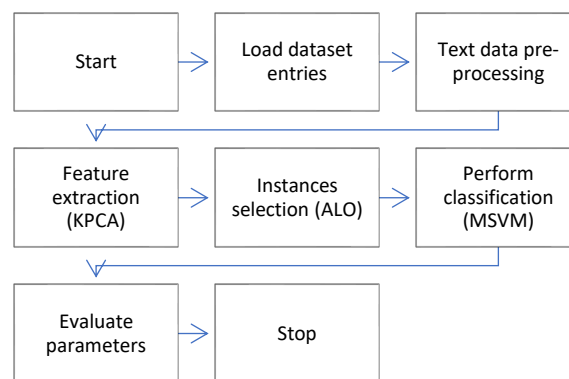 Start
Load dataset
entries
Text data pre-
processing
Feature
extraction
(KPCA)
Instances
selection (ALO)
Perform
classification
(MSVM)
Evaluate
parameters
Stop